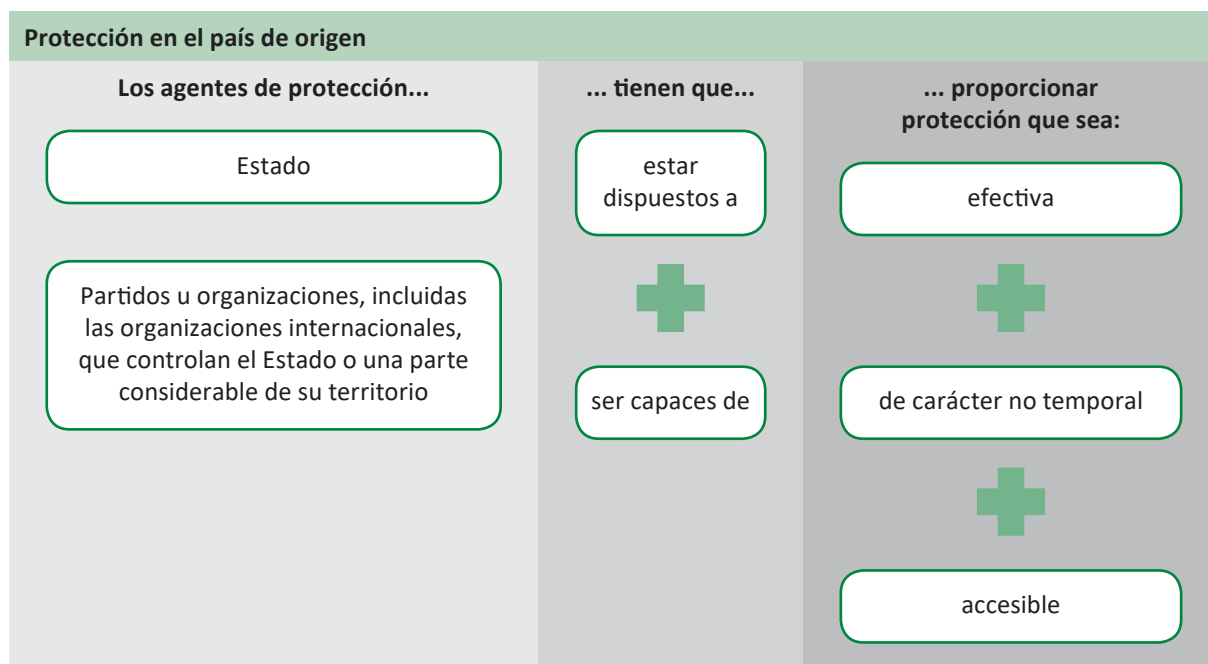 Protección en el país de origen
Los agentes de protección...
Estado
Partidos u organizaciones, incluidas
las organizaciones internacionales,
que controlan el Estado o una parte
considerable de su territorio
... tienen que...
estar
dispuestos a
ser capaces de
... proporcionar
protección que sea:
efectiva
de carácter no temporal
accesible